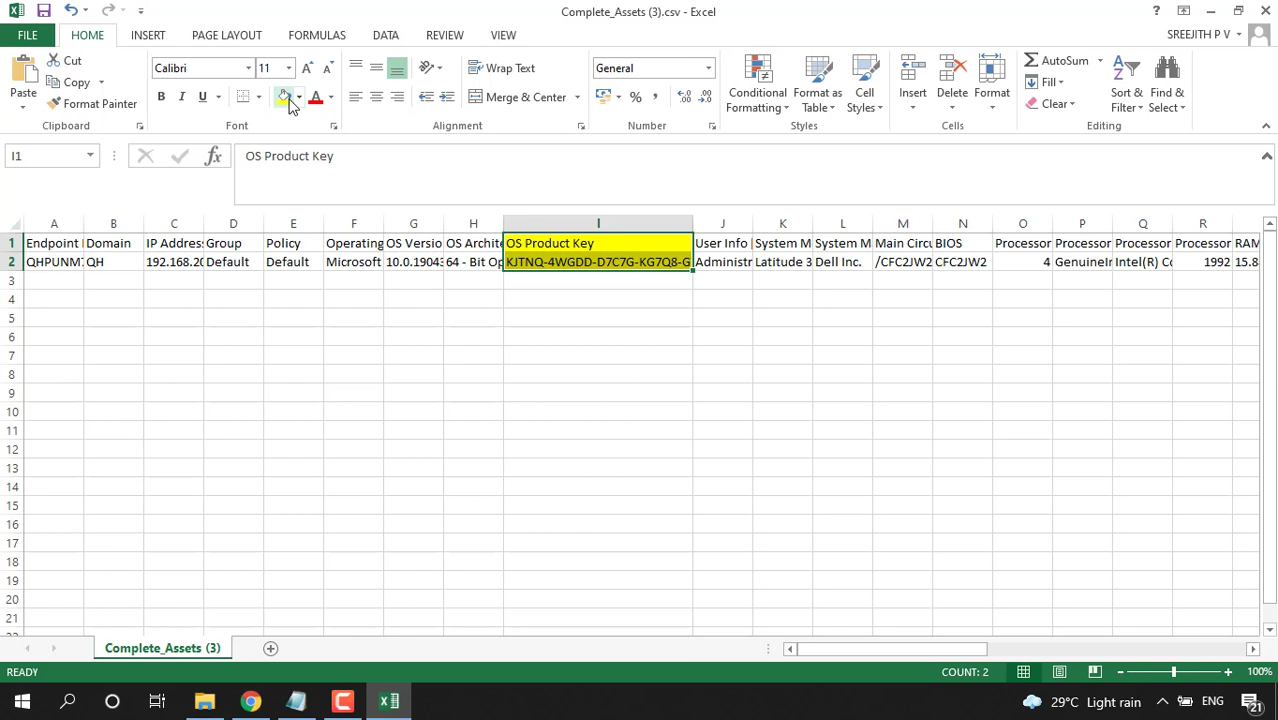 Complete_Assets (3).csv - Excel
?
FILE HOME INSERT PAGE LAYOUT FORMULAS DATA REVIEW VIEW SREEJITH P V
Paste
Cut
Copy
Format Painter
Clipboard
Calibri 11
B I U A
Font
Wrap Text
Merge & Center
Alignment
General
%
Number
Conditional Formatting
Format as Table
Cell Styles
Styles
Insert
Delete
Format
Cells
AutoSum
Fill
Clear
Sort & Filter
Find & Select
Editing
I1 fx OS Product Key
A B C D E F G H I J K L M N O P Q R
1 Endpoint Domain IP Addres Group Policy Operating OS Versio OS Archite OS Product Key User Info System M System M Main Circu BIOS Processor Processor Processor Processor RAM
2 QHPUNM QH 192.168.20 Default Default Microsoft 10.0.19043 64 - Bit Op KJTNQ-4WGDD-D7C7G-KG7Q8-G Administr Latitude 3 Dell Inc. /CFC2JW2 CFC2JW2 4 GenuineIn Intel(R) Co 1992 15.8
3
4
5
6
7
8
9
10
11
12
13
14
15
16
17
18
19
20
21
Complete_Assets (3)
READY COUNT: 2 100%
29°C Light rain ENG 21